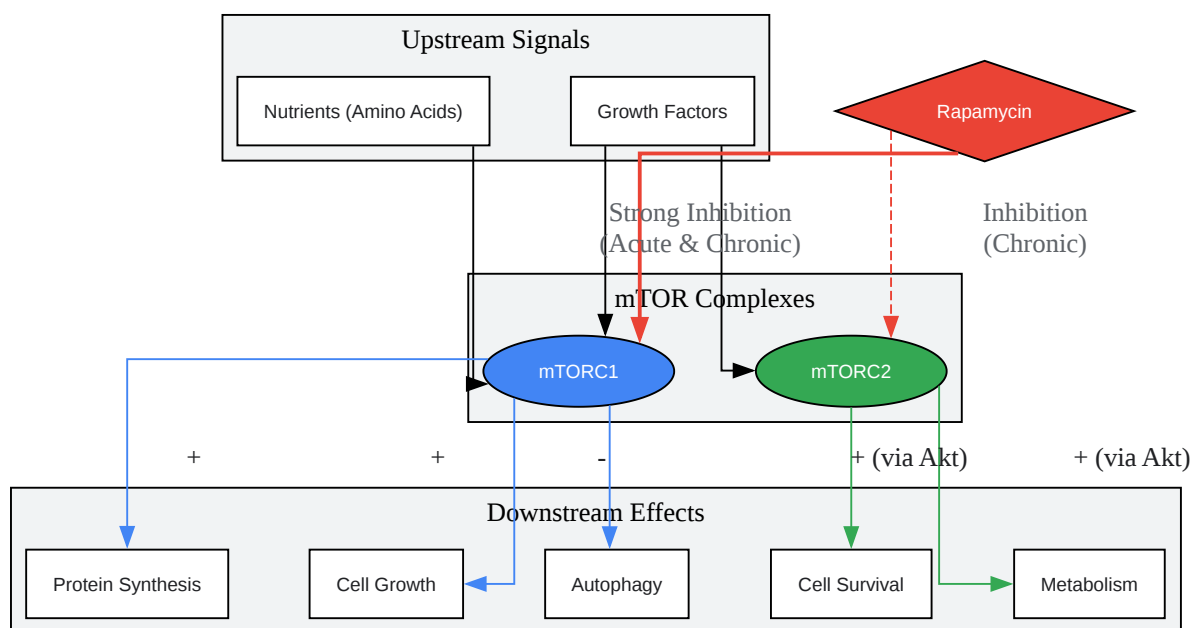 Upstream Signals
Nutrients (Amino Acids)
Growth Factors
Rapamycin
Strong Inhibition
(Acute & Chronic)
Inhibition
(Chronic)
mTOR Complexes
mTORC1
mTORC2
+
+
-
+ (via Akt)
+ (via Akt)
Downstream Effects
Protein Synthesis
Cell Growth
Autophagy
Cell Survival
Metabolism